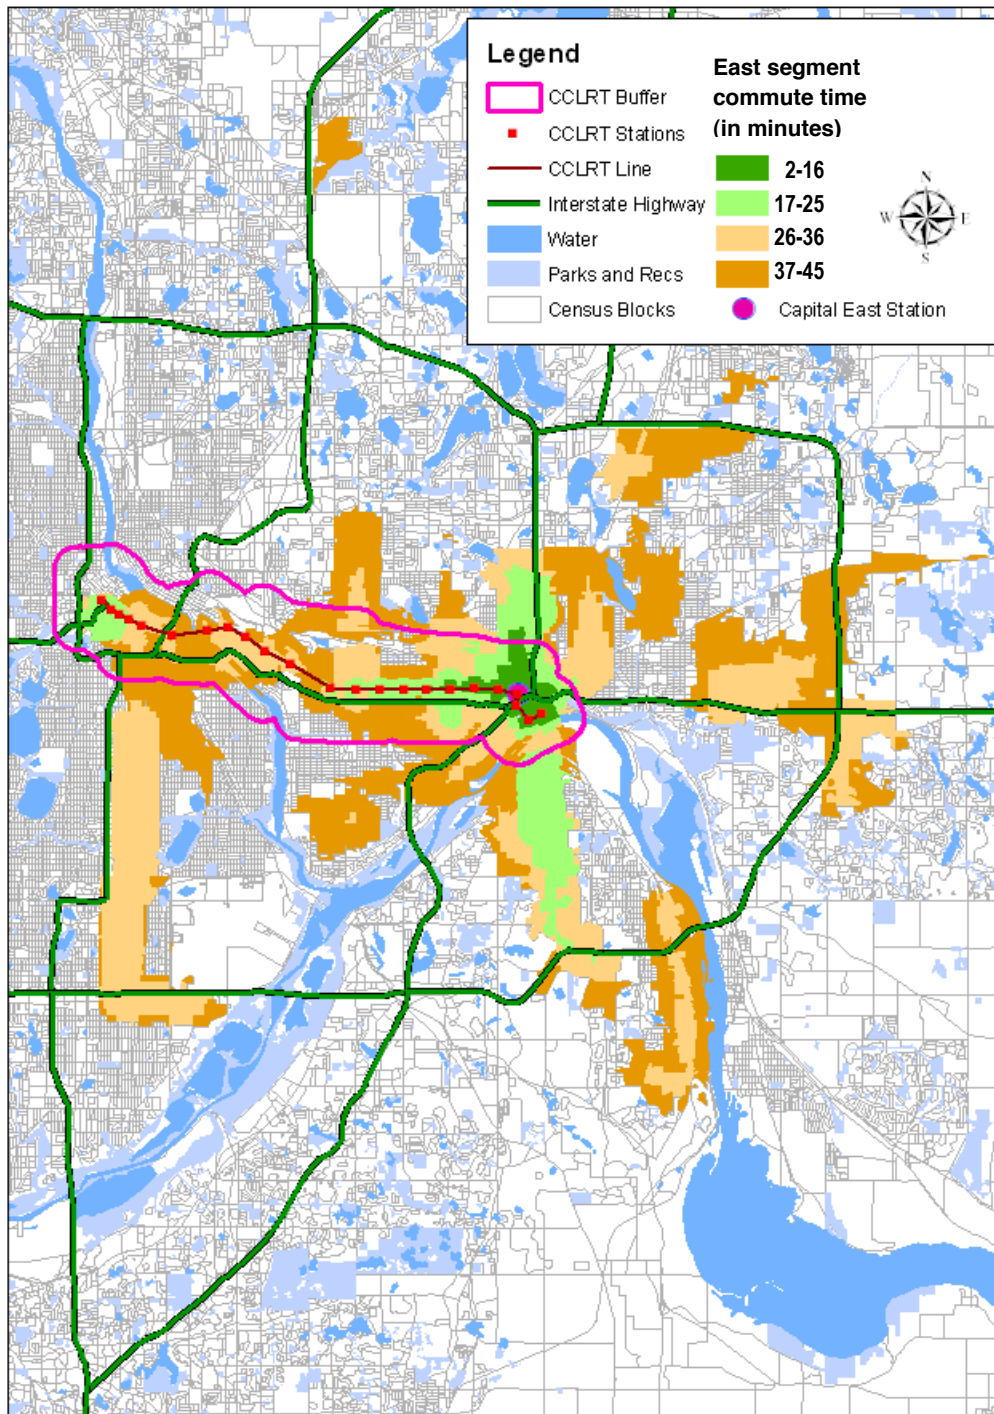 Legend
CCLRT Buffer
CCLRT Stations
CCLRT Line
Interstate Highway
Water
Parks and Recs
Census Blocks
East segment
commute time
(in minutes)
2-16
17-25
26-36
37-45
Capital East Station
N
W E
S